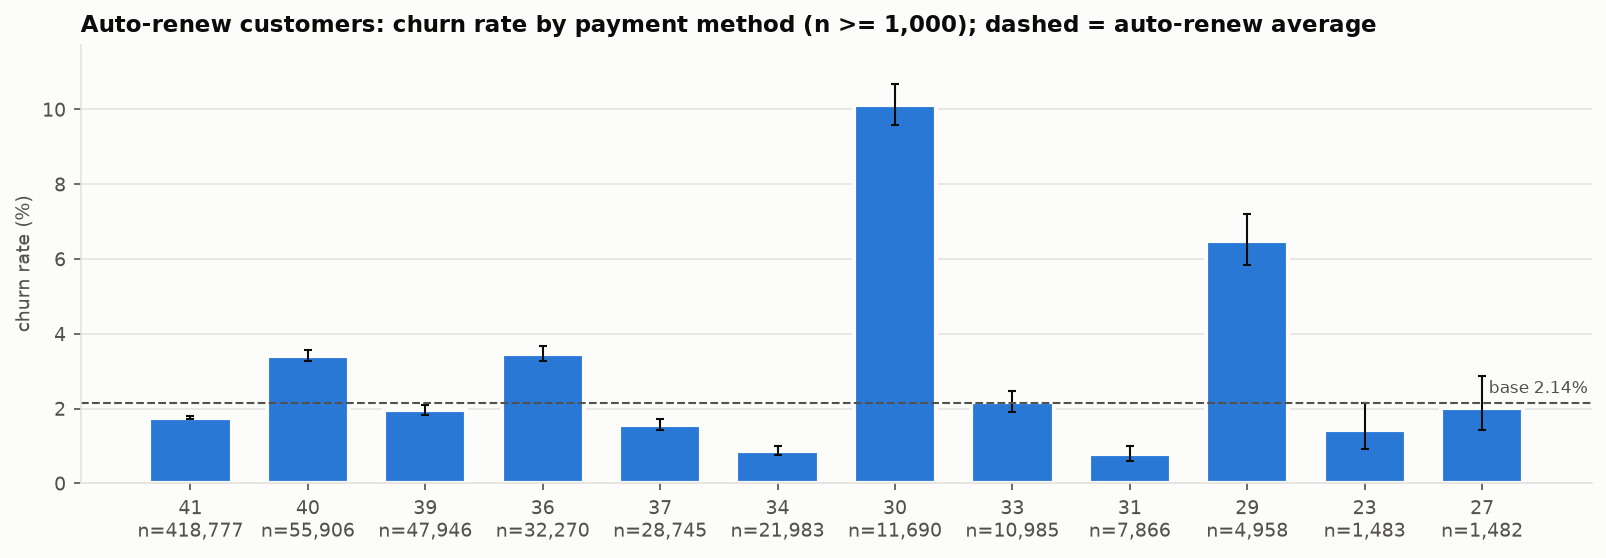 Auto-renew customers: churn rate by payment method (n >= 1,000); dashed = auto-renew average
churn rate (%)
10
8
6
4
2
0
base 2.14%
41 40 39 36 37 34 30 33 31 29 23 27
n=418,777 n=55,906 n=47,946 n=32,270 n=28,745 n=21,983 n=11,690 n=10,985 n=7,866 n=4,958 n=1,483 n=1,482